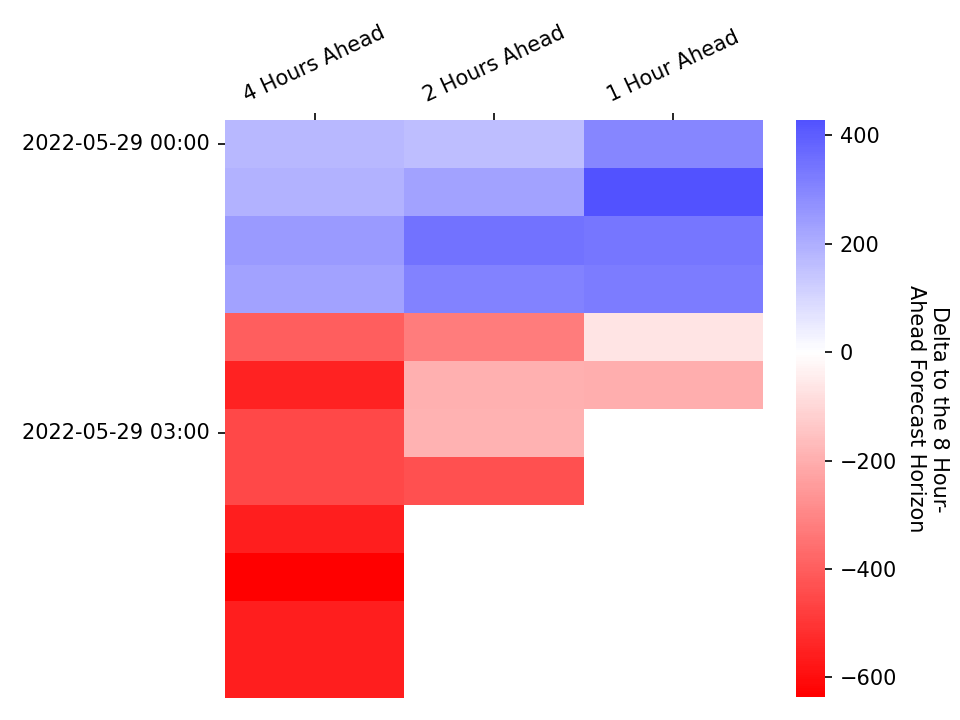 4 Hours Ahead
2 Hours Ahead
1 Hour Ahead
2022-05-29 00:00
2022-05-29 03:00
400
200
0
−200
−400
−600
Delta to the 8 Hour-
Ahead Forecast Horizon